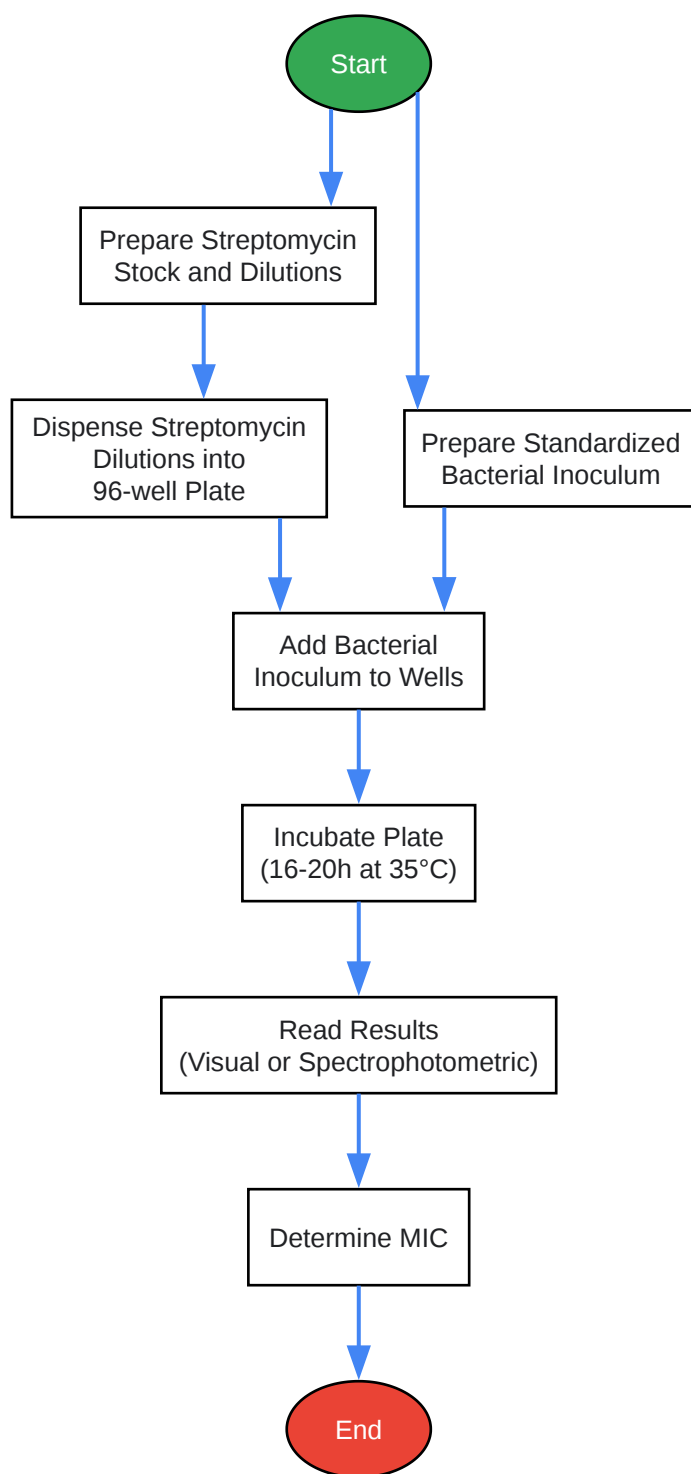 Start
Prepare Streptomycin
Stock and Dilutions
Dispense Streptomycin
Dilutions into
96-well Plate
Prepare Standardized
Bacterial Inoculum
Add Bacterial
Inoculum to Wells
Incubate Plate
(16-20h at 35°C)
Read Results
(Visual or Spectrophotometric)
Determine MIC
End